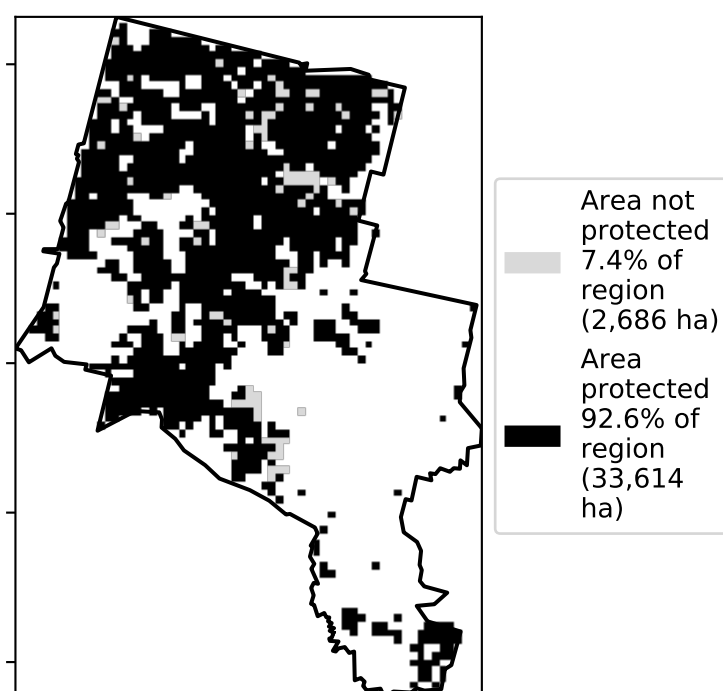 Area not
protected
7.4% of
region
(2,686 ha)
Area
protected
92.6% of
region
(33,614
ha)